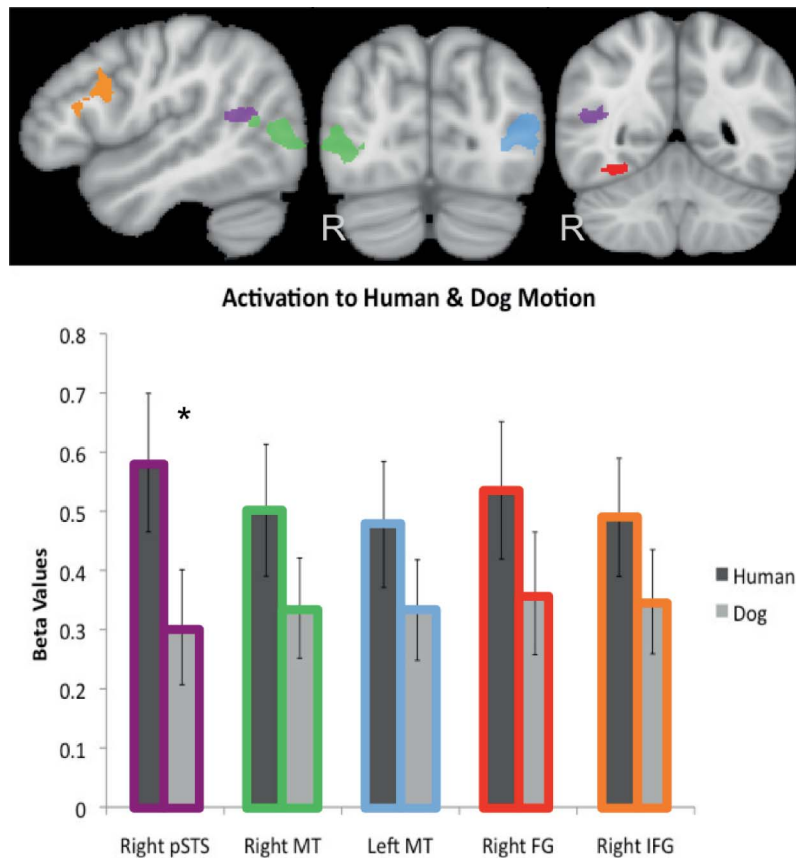 R
R
Activation to Human & Dog Motion
*
0.8
0.7
0.6
0.5
0.4
0.3
0.2
0.1
0
Beta Values
Human
Dog
Right pSTS Right MT Left MT Right FG Right IFG